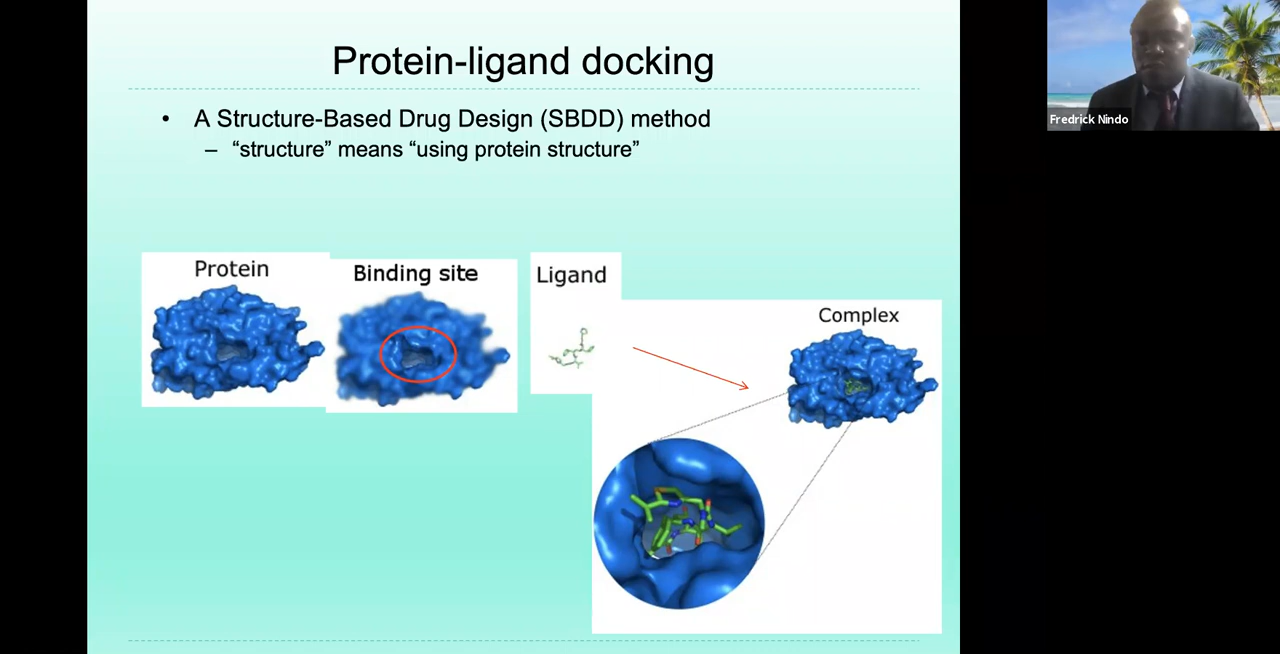 Protein-ligand docking
• A Structure-Based Drug Design (SBDD) method
– “structure” means “using protein structure”
Protein
Binding site
Ligand
Complex
Fredrick Nindo